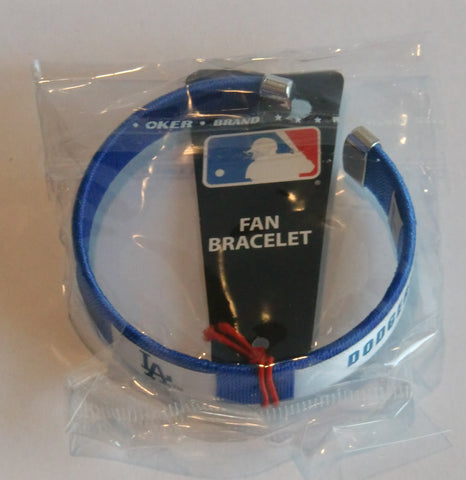 OKER • BRAND
FAN
BRACELET
LA
DODGE